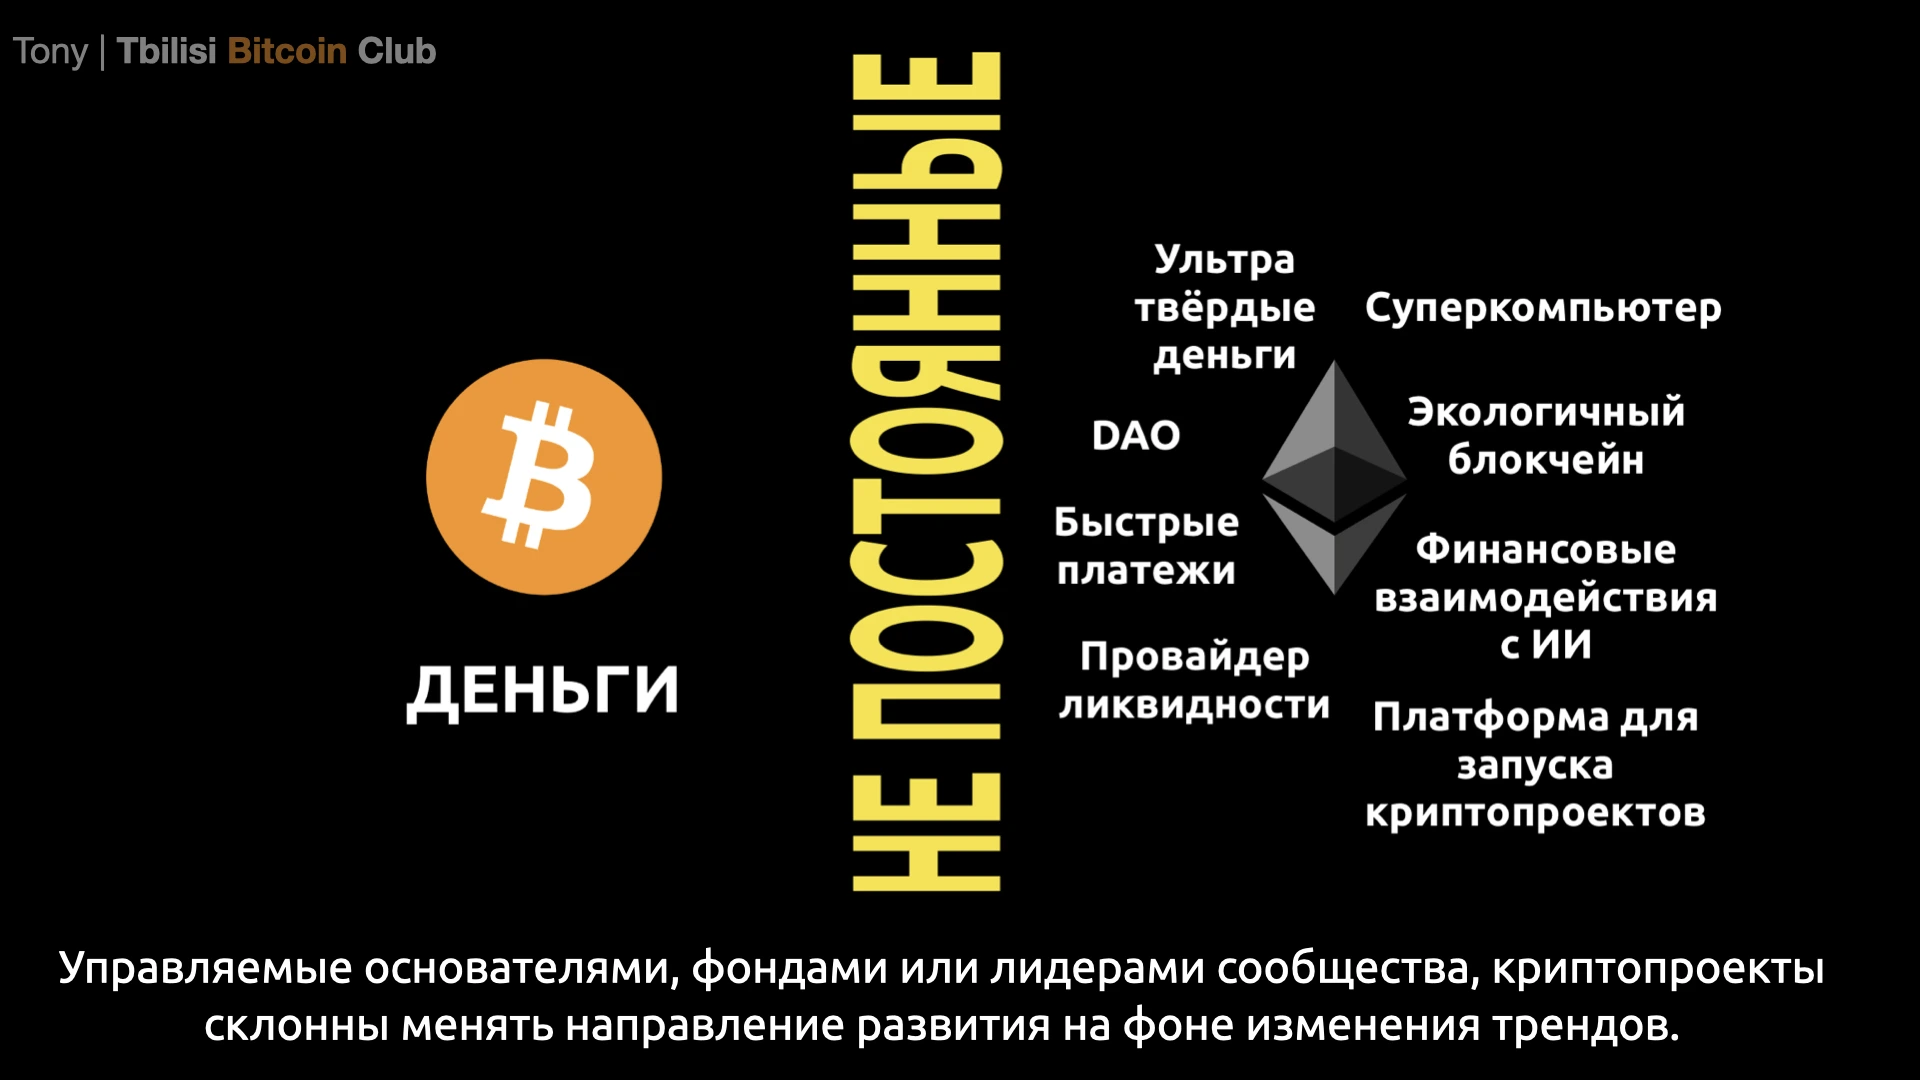 Tony | Tbilisi Bitcoin Club
НЕ ПОСТОЯННЫЕ
ДЕНЬГИ
Ультра
твёрдые
деньги
Суперкомпьютер
DAO
Экологичный
блокчейн
Быстрые
платежи
Финансовые
взаимодействия
с ИИ
Провайдер
ликвидности
Платформа для
запуска
криптопроектов
Управляемые основателями, фондами или лидерами сообщества, криптопроекты
склонны менять направление развития на фоне изменения трендов.